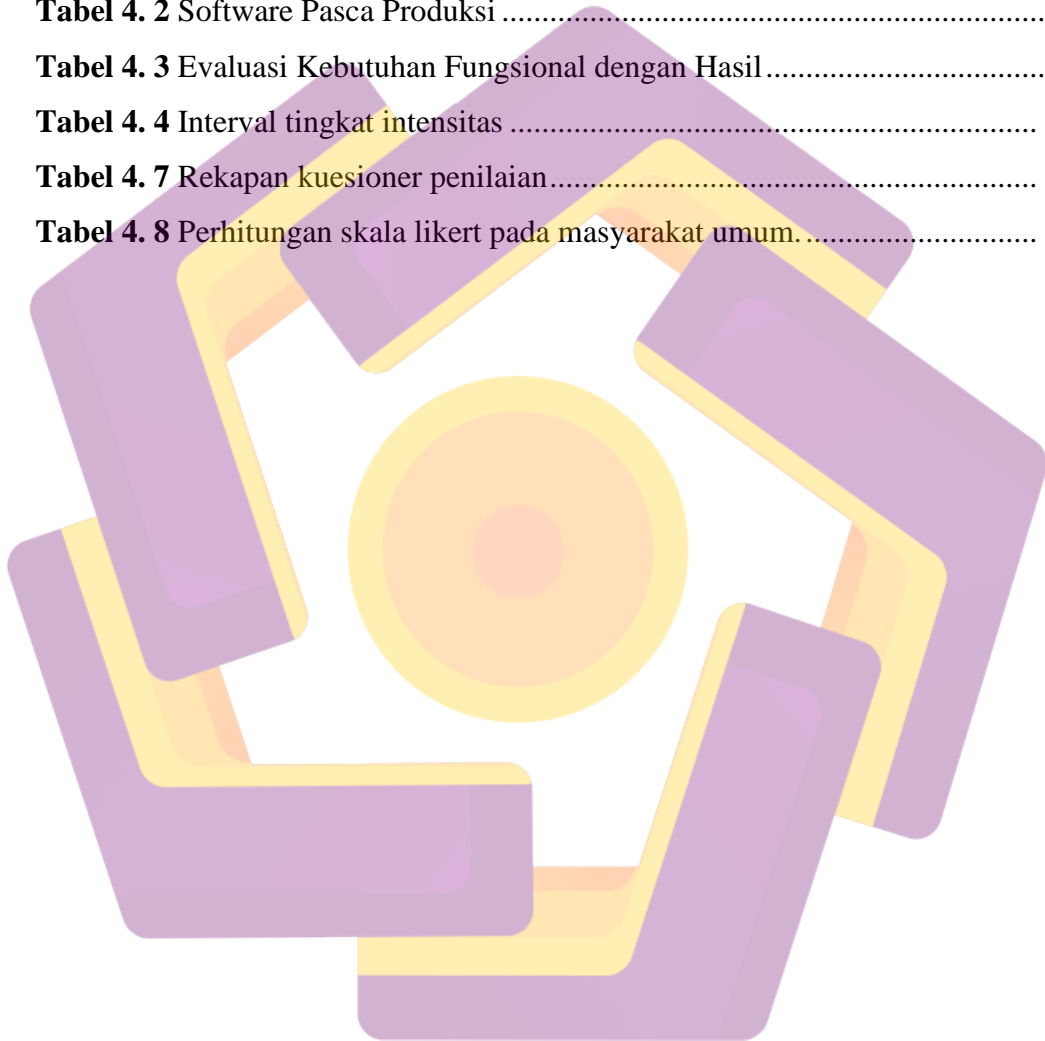 Tabel 4. 2 Software Pasca Produksi ....................................................................
Tabel 4. 3 Evaluasi Kebutuhan Fungsional dengan Hasil ...................................
Tabel 4. 4 Interval tingkat intensitas ..................................................................
Tabel 4. 7 Rekapan kuesioner penilaian .............................................................
Tabel 4. 8 Perhitungan skala likert pada masyarakat umum. .............................